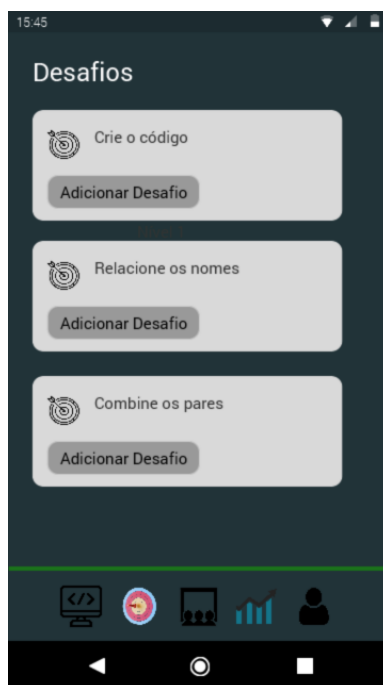 15:45
Desafios
Crie o código
Adicionar Desafio
Relacione os nomes
Adicionar Desafio
Combine os pares
Adicionar Desafio
</>